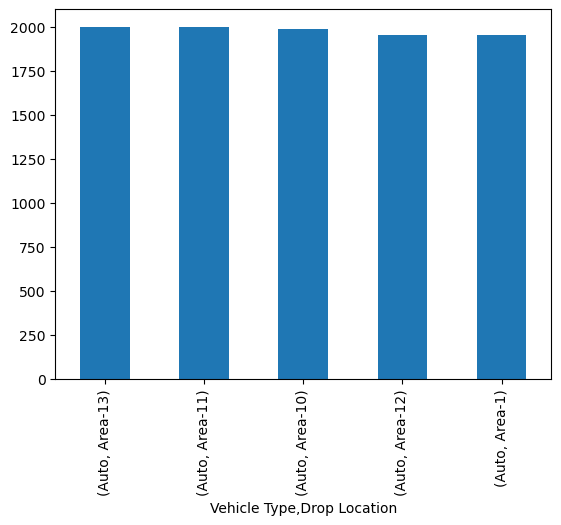 2000
1750
1500
1250
1000
750
500
250
0
(Auto, Area-13)
(Auto, Area-11)
(Auto, Area-10)
(Auto, Area-12)
(Auto, Area-1)
Vehicle Type,Drop Location